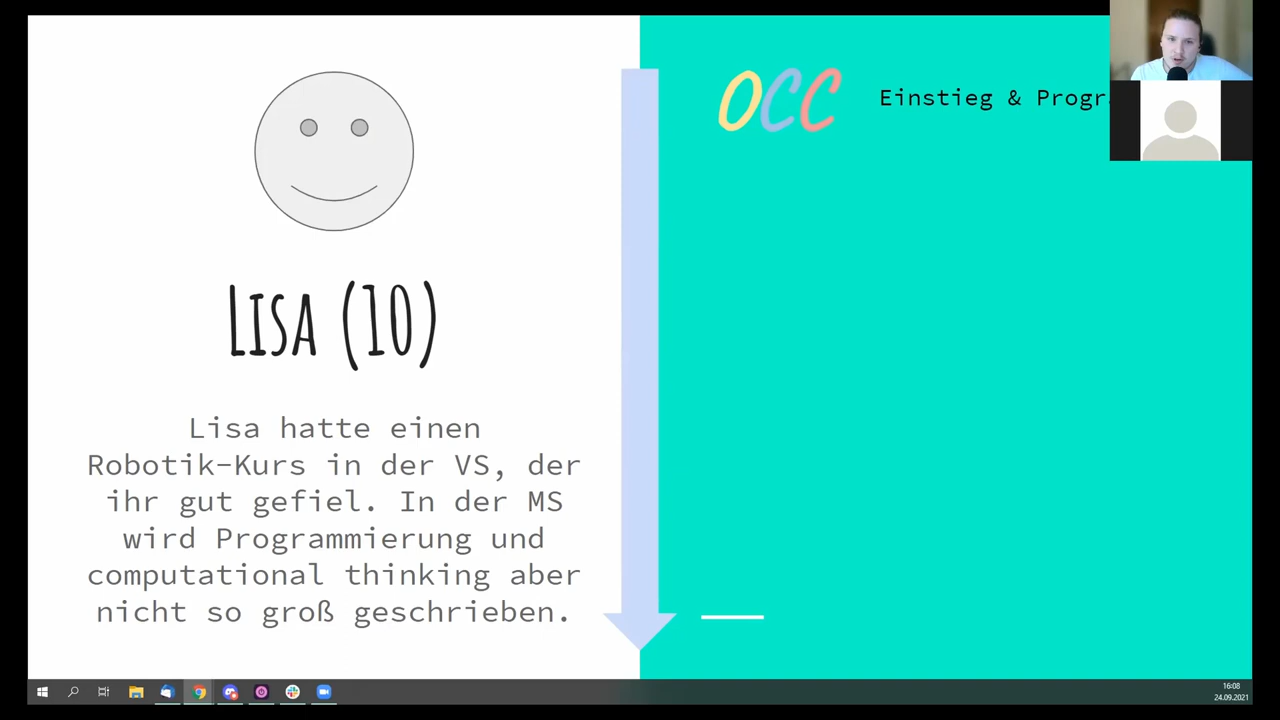 OCC
Einstieg & Progr
Lisa (10)
Lisa hatte einen
Robotik-Kurs in der VS, der
ihr gut gefiel. In der MS
wird Programmierung und
computational thinking aber
nicht so groß geschrieben.
16:08
24.09.2021